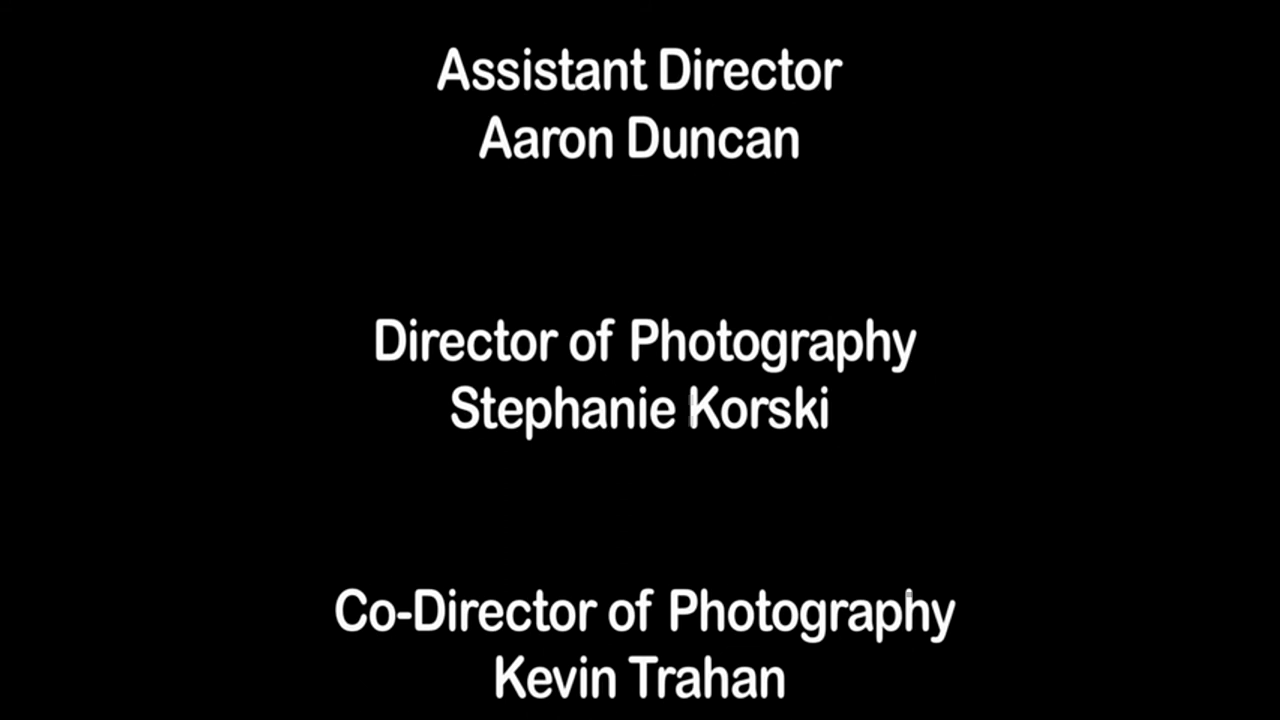 Assistant Director
Aaron Duncan
Director of Photography
Stephanie Korski
Co-Director of Photography
Kevin Trahan